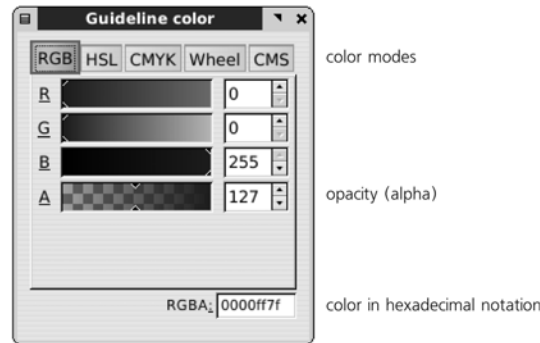 Guideline color
RGB HSL CMYK Wheel CMS color modes
R 0
G 0
B 255
A 127 opacity (alpha)
RGBA: 0000ff7f color in hexadecimal notation